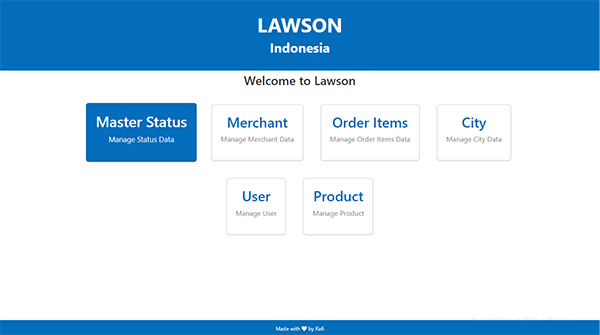 LAWSON
Indonesia
Welcome to Lawson
Master Status
Manage Status Data
Merchant
Manage Merchant Data
Order Items
Manage Order Items Data
City
Manage City Data
User
Manage User
Product
Manage Product
Made with 🤍 by Rafi